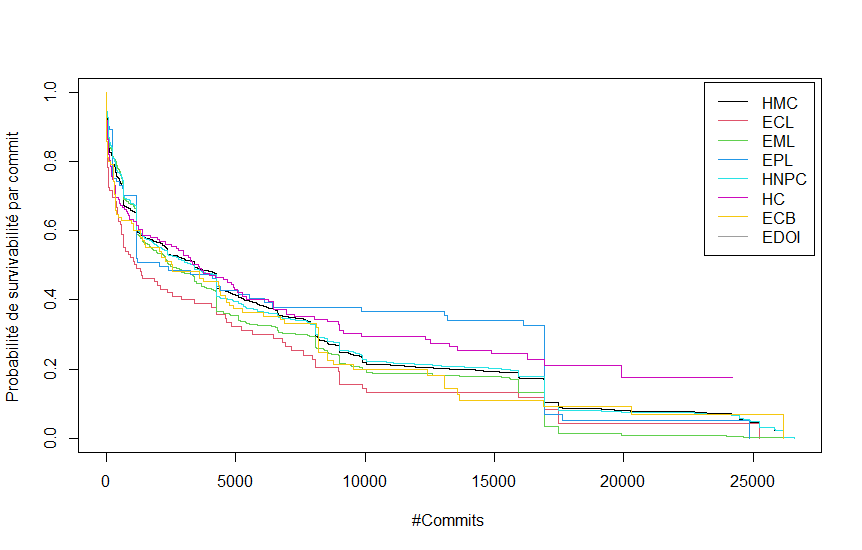 Probabilité de survivabilité par commit
1.0
0.8
0.6
0.4
0.2
0.0
HMC
ECL
EML
EPL
HNPC
HC
ECB
EDOI
0 5000 10000 15000 20000 25000
#Commits